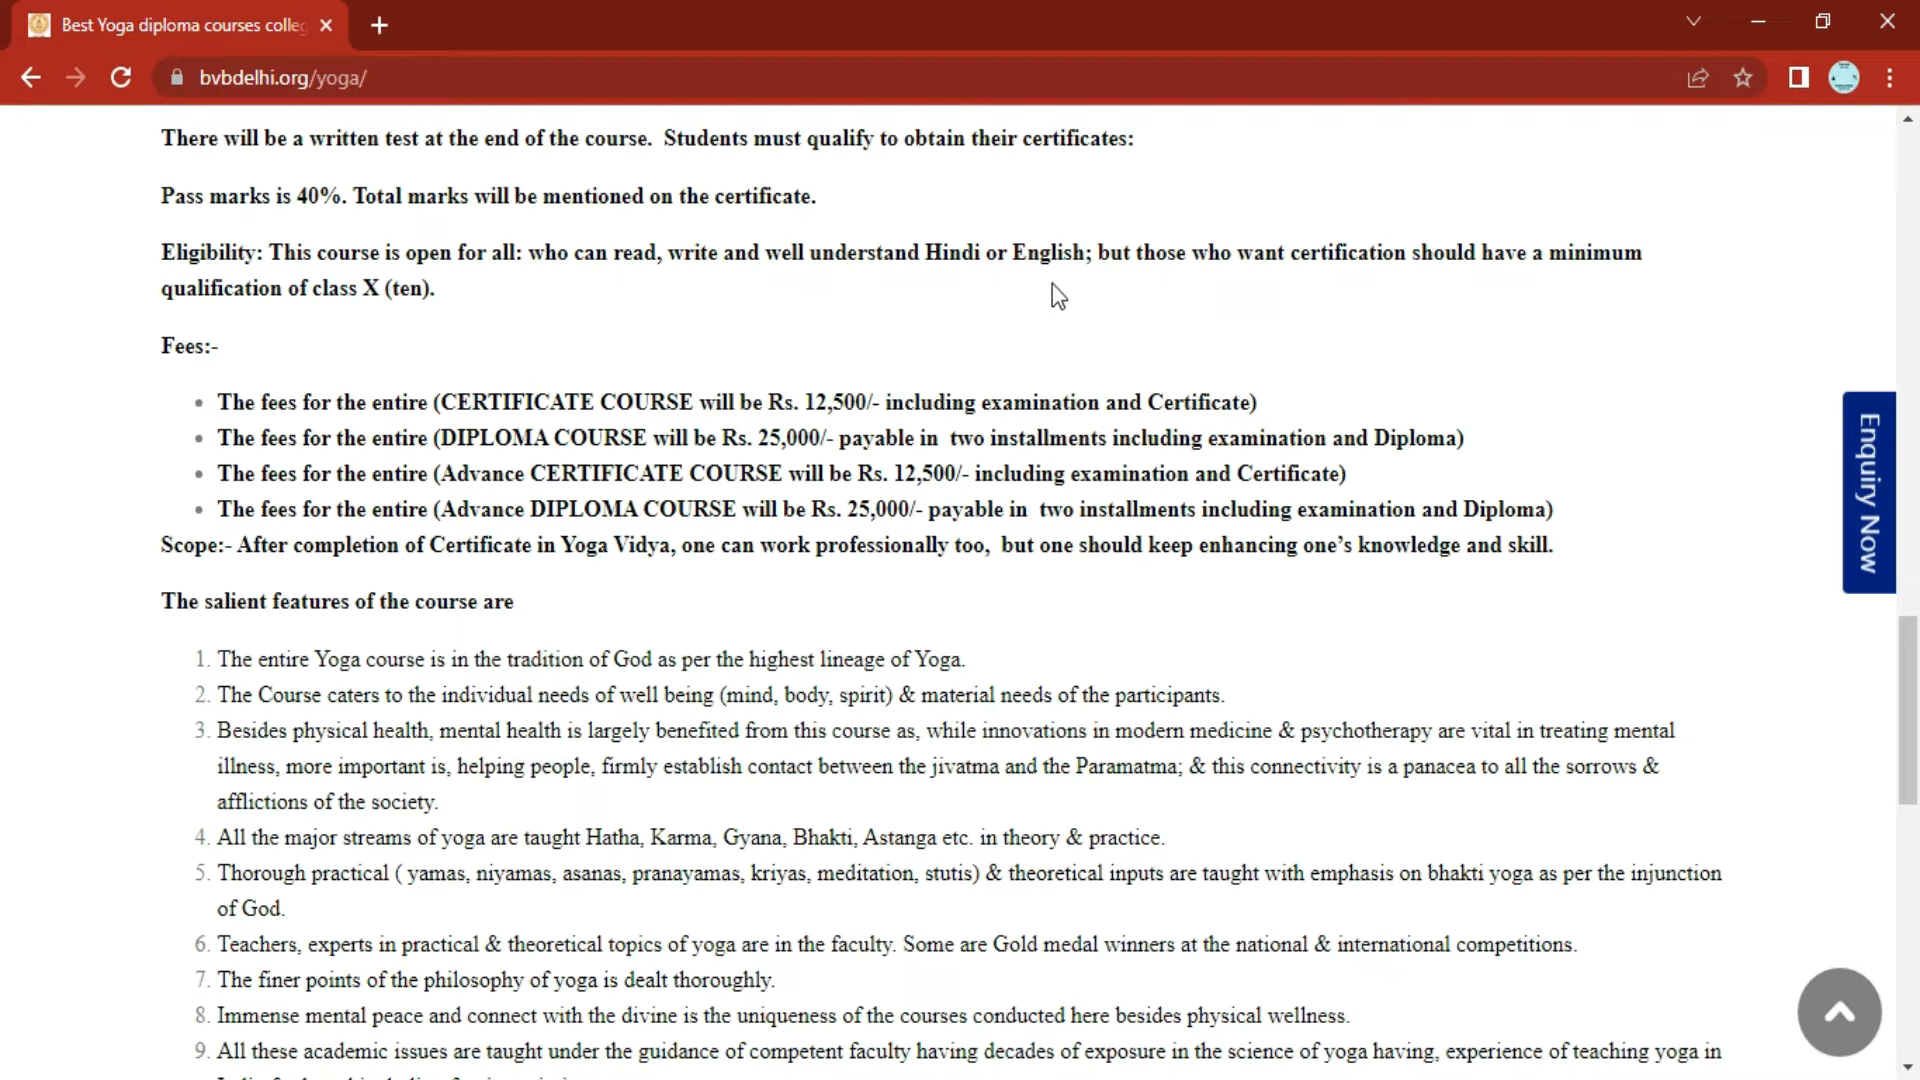 Best Yoga diploma courses colle
bvbdelhi.org/yoga/
There will be a written test at the end of the course. Students must qualify to obtain their certificates:
Pass marks is 40%. Total marks will be mentioned on the certificate.
Eligibility: This course is open for all: who can read, write and well understand Hindi or English; but those who want certification should have a minimum
qualification of class X (ten).
Fees:-
• The fees for the entire (CERTIFICATE COURSE will be Rs. 12,500/- including examination and Certificate)
• The fees for the entire (DIPLOMA COURSE will be Rs. 25,000/- payable in two installments including examination and Diploma)
• The fees for the entire (Advance CERTIFICATE COURSE will be Rs. 12,500/- including examination and Certificate)
• The fees for the entire (Advance DIPLOMA COURSE will be Rs. 25,000/- payable in two installments including examination and Diploma)
Scope:- After completion of Certificate in Yoga Vidya, one can work professionally too, but one should keep enhancing one’s knowledge and skill.
The salient features of the course are
1. The entire Yoga course is in the tradition of God as per the highest lineage of Yoga.
2. The Course caters to the individual needs of well being (mind, body, spirit) & material needs of the participants.
3. Besides physical health, mental health is largely benefited from this course as, while innovations in modern medicine & psychotherapy are vital in treating mental
illness, more important is, helping people, firmly establish contact between the jivatma and the Paramatma; & this connectivity is a panacea to all the sorrows &
afflictions of the society.
4. All the major streams of yoga are taught Hatha, Karma, Gyana, Bhakti, Astanga etc. in theory & practice.
5. Thorough practical ( yamas, niyamas, asanas, pranayamas, kriyas, meditation, stutis) & theoretical inputs are taught with emphasis on bhakti yoga as per the injunction
of God.
6. Teachers, experts in practical & theoretical topics of yoga are in the faculty. Some are Gold medal winners at the national & international competitions.
7. The finer points of the philosophy of yoga is dealt thoroughly.
8. Immense mental peace and connect with the divine is the uniqueness of the courses conducted here besides physical wellness.
9. All these academic issues are taught under the guidance of competent faculty having decades of exposure in the science of yoga having, experience of teaching yoga in
Enquiry Now